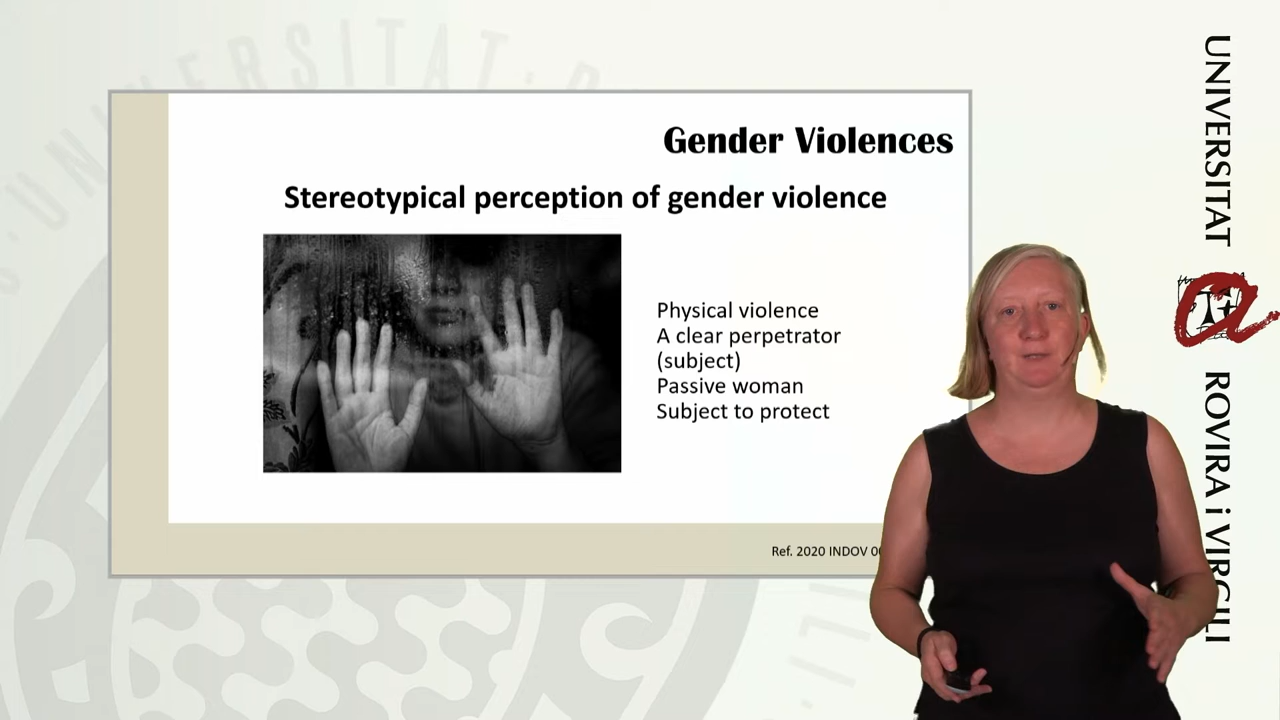 Gender Violences
Stereotypical perception of gender violence
Physical violence
A clear perpetrator
(subject)
Passive woman
Subject to protect
Ref. 2020 INDOV
UNIVERSITAT
ROVIRA i VIRGILI